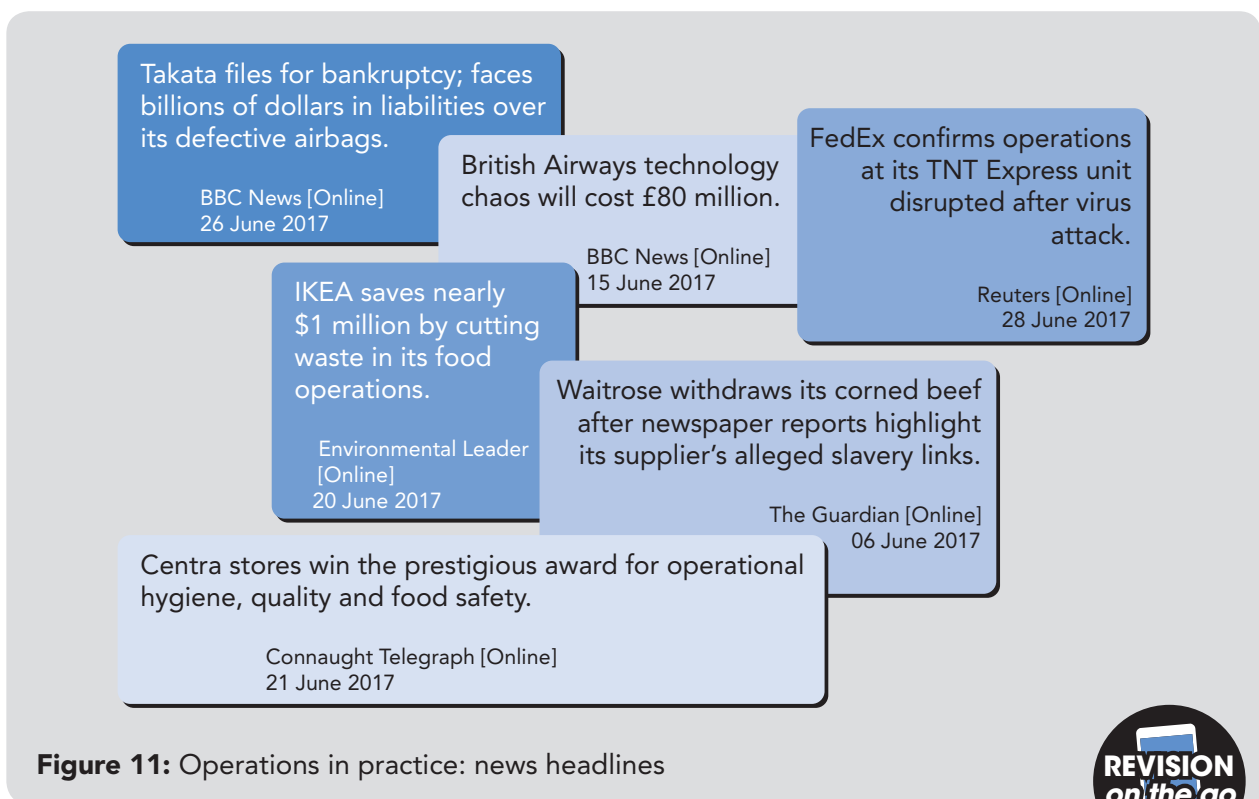 Takata files for bankruptcy; faces
billions of dollars in liabilities over
its defective airbags.
BBC News [Online]
26 June 2017
British Airways technology
chaos will cost £80 million.
BBC News [Online]
15 June 2017
FedEx confirms operations
at its TNT Express unit
disrupted after virus
attack.
Reuters [Online]
28 June 2017
IKEA saves nearly
$1 million by cutting
waste in its food
operations.
Environmental Leader
[Online]
20 June 2017
Waitrose withdraws its corned beef
after newspaper reports highlight
its supplier’s alleged slavery links.
The Guardian [Online]
06 June 2017
Centra stores win the prestigious award for operational
hygiene, quality and food safety.
Connaught Telegraph [Online]
21 June 2017
Figure 11: Operations in practice: news headlines
REVISION
on the go